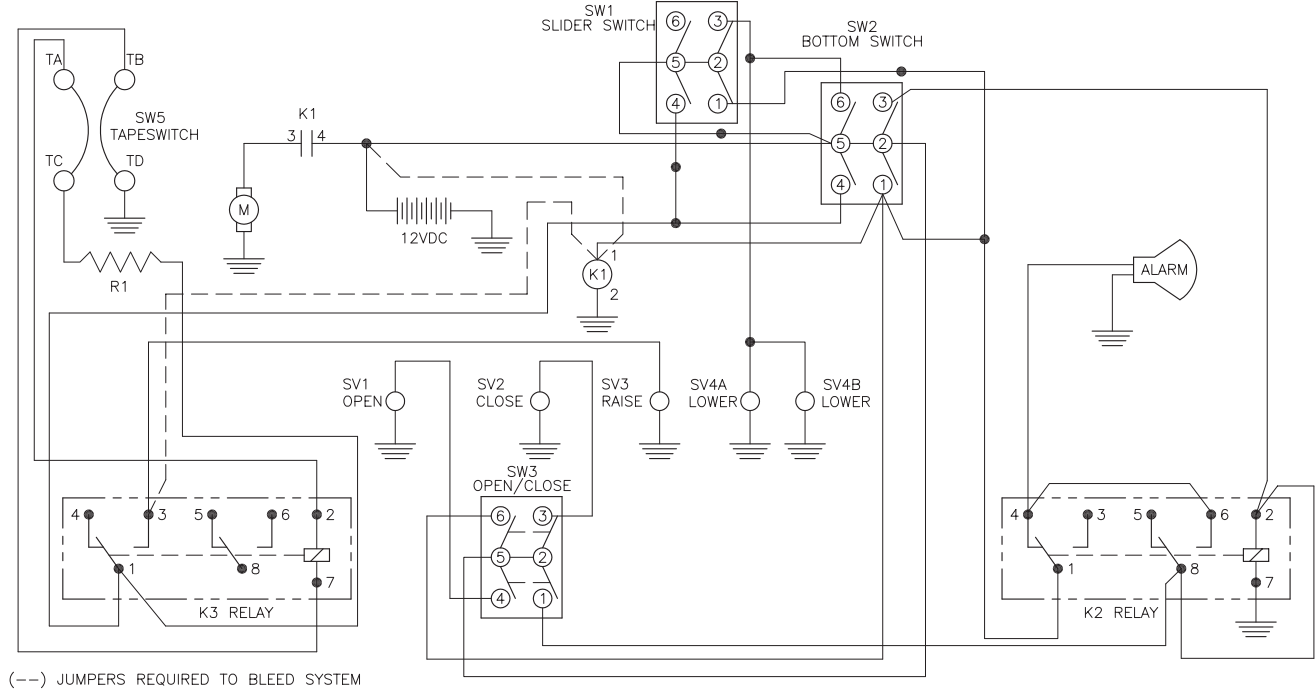 SW1
SLIDER SWITCH
6 3
5 2
4 1
SW2
BOTTOM SWITCH
6 3
5 2
4 1
TA TB
SW5
TAPESWITCH
TC TD
K1
3 4
M
12VDC
R1
1
K1
2
ALARM
SV1
OPEN
SV2
CLOSE
SV3
RAISE
SV4A
LOWER
SV4B
LOWER
SW3
OPEN/CLOSE
6 3
5 2
4 1
4 3 5 6 2
1 8 7
K3 RELAY
4 3 5 6 2
1 8 7
K2 RELAY
(--) JUMPERS REQUIRED TO BLEED SYSTEM